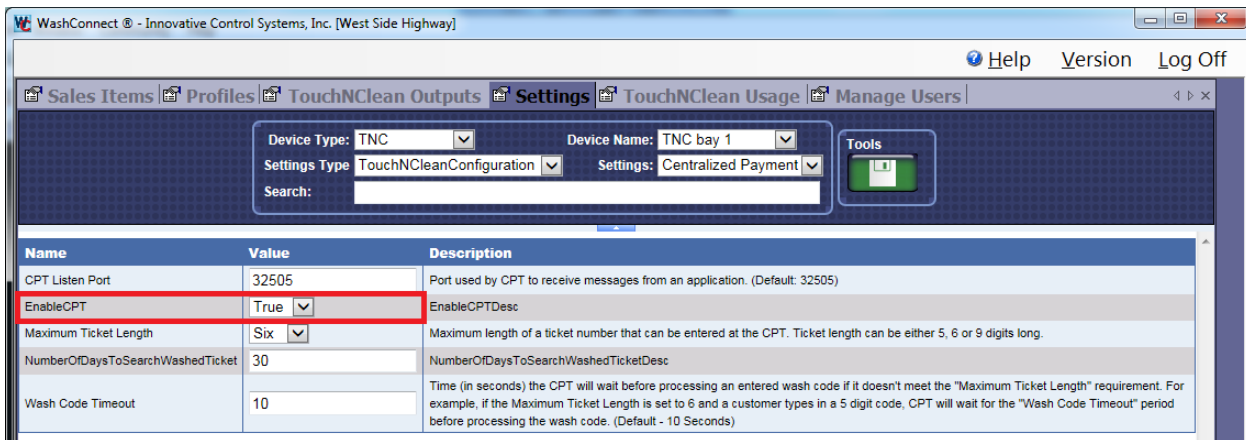 WashConnect ® - Innovative Control Systems, Inc. [West Side Highway]
Help Version Log Off
Sales Items Profiles TouchNClean Outputs Settings TouchNClean Usage Manage Users
Device Type: TNC Device Name: TNC bay 1
Settings Type TouchNCleanConfiguration Settings: Centralized Payment
Search:
Tools
Name Value Description
CPT Listen Port 32505 Port used by CPT to receive messages from an application. (Default: 32505)
EnableCPT True EnableCPTDesc
Maximum Ticket Length Six Maximum length of a ticket number that can be entered at the CPT. Ticket length can be either 5, 6 or 9 digits long.
NumberOfDaysToSearchWashedTicket 30 NumberOfDaysToSearchWashedTicketDesc
Wash Code Timeout 10 Time (in seconds) the CPT will wait before processing an entered wash code if it doesn't meet the "Maximum Ticket Length" requirement. For
example, if the Maximum Ticket Length is set to 6 and a customer types in a 5 digit code, CPT will wait for the "Wash Code Timeout" period
before processing the wash code. (Default - 10 Seconds)